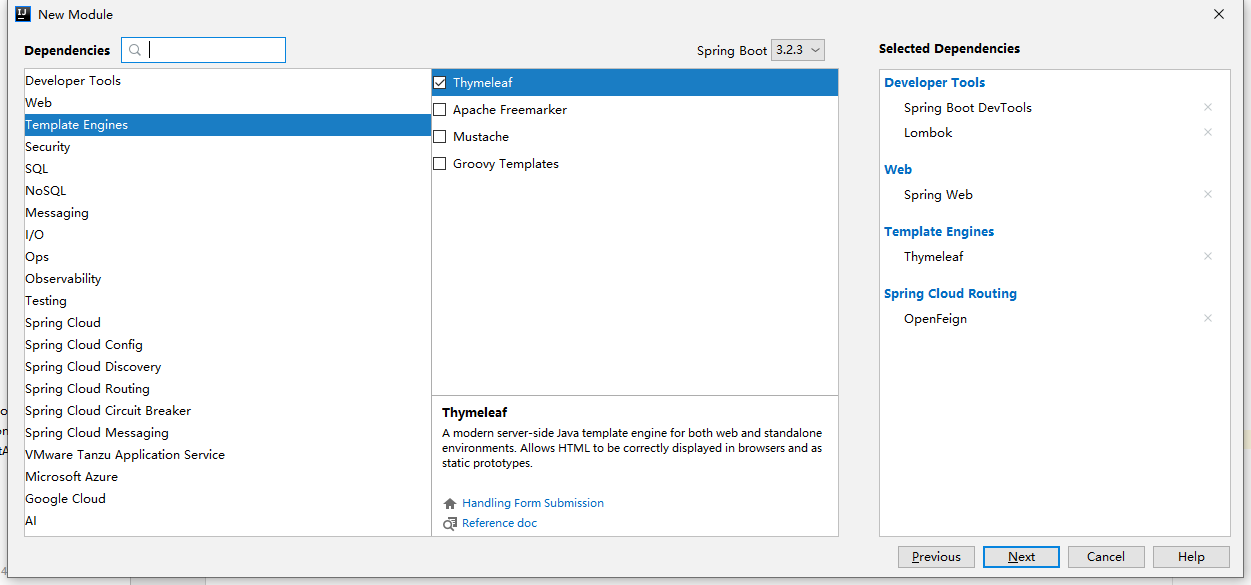 New Module
Dependencies
Spring Boot 3.2.3
Selected Dependencies
Developer Tools
Web
Template Engines
Security
SQL
NoSQL
Messaging
I/O
Ops
Observability
Testing
Spring Cloud
Spring Cloud Config
Spring Cloud Discovery
Spring Cloud Routing
Spring Cloud Circuit Breaker
Spring Cloud Messaging
VMware Tanzu Application Service
Microsoft Azure
Google Cloud
AI
Thymeleaf
Apache Freemarker
Mustache
Groovy Templates
Thymeleaf
A modern server-side Java template engine for both web and standalone
environments. Allows HTML to be correctly displayed in browsers and as
static prototypes.
Handling Form Submission
Reference doc
Developer Tools
Spring Boot DevTools
Lombok
Web
Spring Web
Template Engines
Thymeleaf
Spring Cloud Routing
OpenFeign
Previous
Next
Cancel
Help